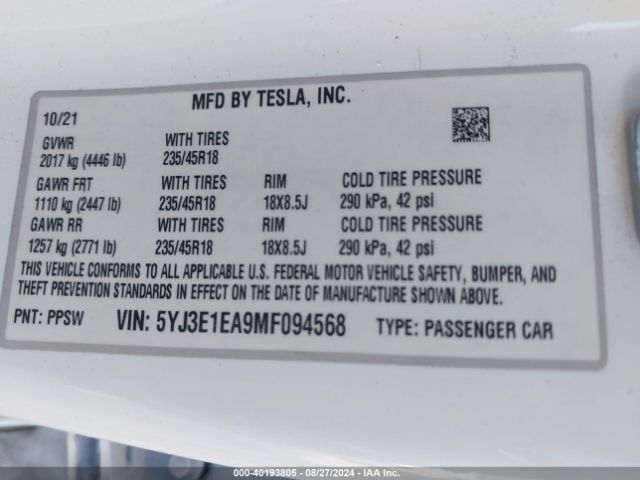 MFD BY TESLA, INC.
10/21
GVWR WITH TIRES
2017 kg (4446 lb) 235/45R18
GAWR FRT WITH TIRES RIM COLD TIRE PRESSURE
1110 kg (2447 lb) 235/45R18 18X8.5J 290 kPa, 42 psi
GAWR RR WITH TIRES RIM COLD TIRE PRESSURE
1257 kg (2771 lb) 235/45R18 18X8.5J 290 kPa, 42 psi
THIS VEHICLE CONFORMS TO ALL APPLICABLE U.S. FEDERAL MOTOR VEHICLE SAFETY, BUMPER, AND
THEFT PREVENTION STANDARDS IN EFFECT ON THE DATE OF MANUFACTURE SHOWN ABOVE.
PNT: PPSW VIN: 5YJ3E1EA9MF094568 TYPE: PASSENGER CAR
000-40193805 - 08/27/2024 - IAA Inc.